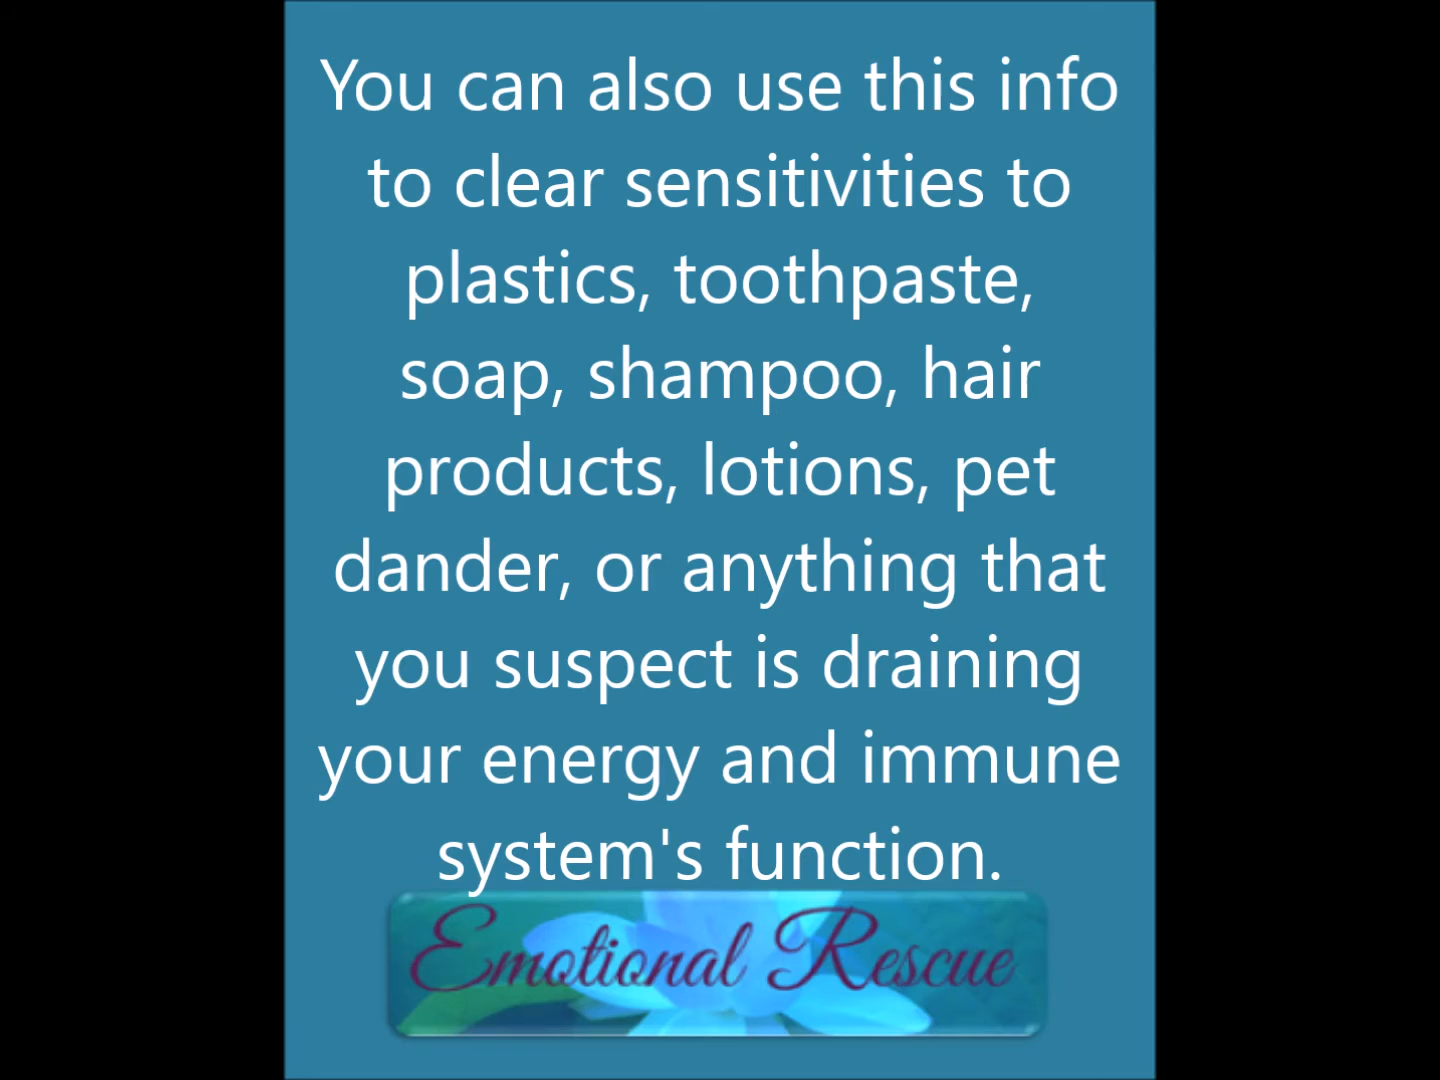 You can also use this info
to clear sensitivities to
plastics, toothpaste,
soap, shampoo, hair
products, lotions, pet
dander, or anything that
you suspect is draining
your energy and immune
system's function.
Emotional Rescue